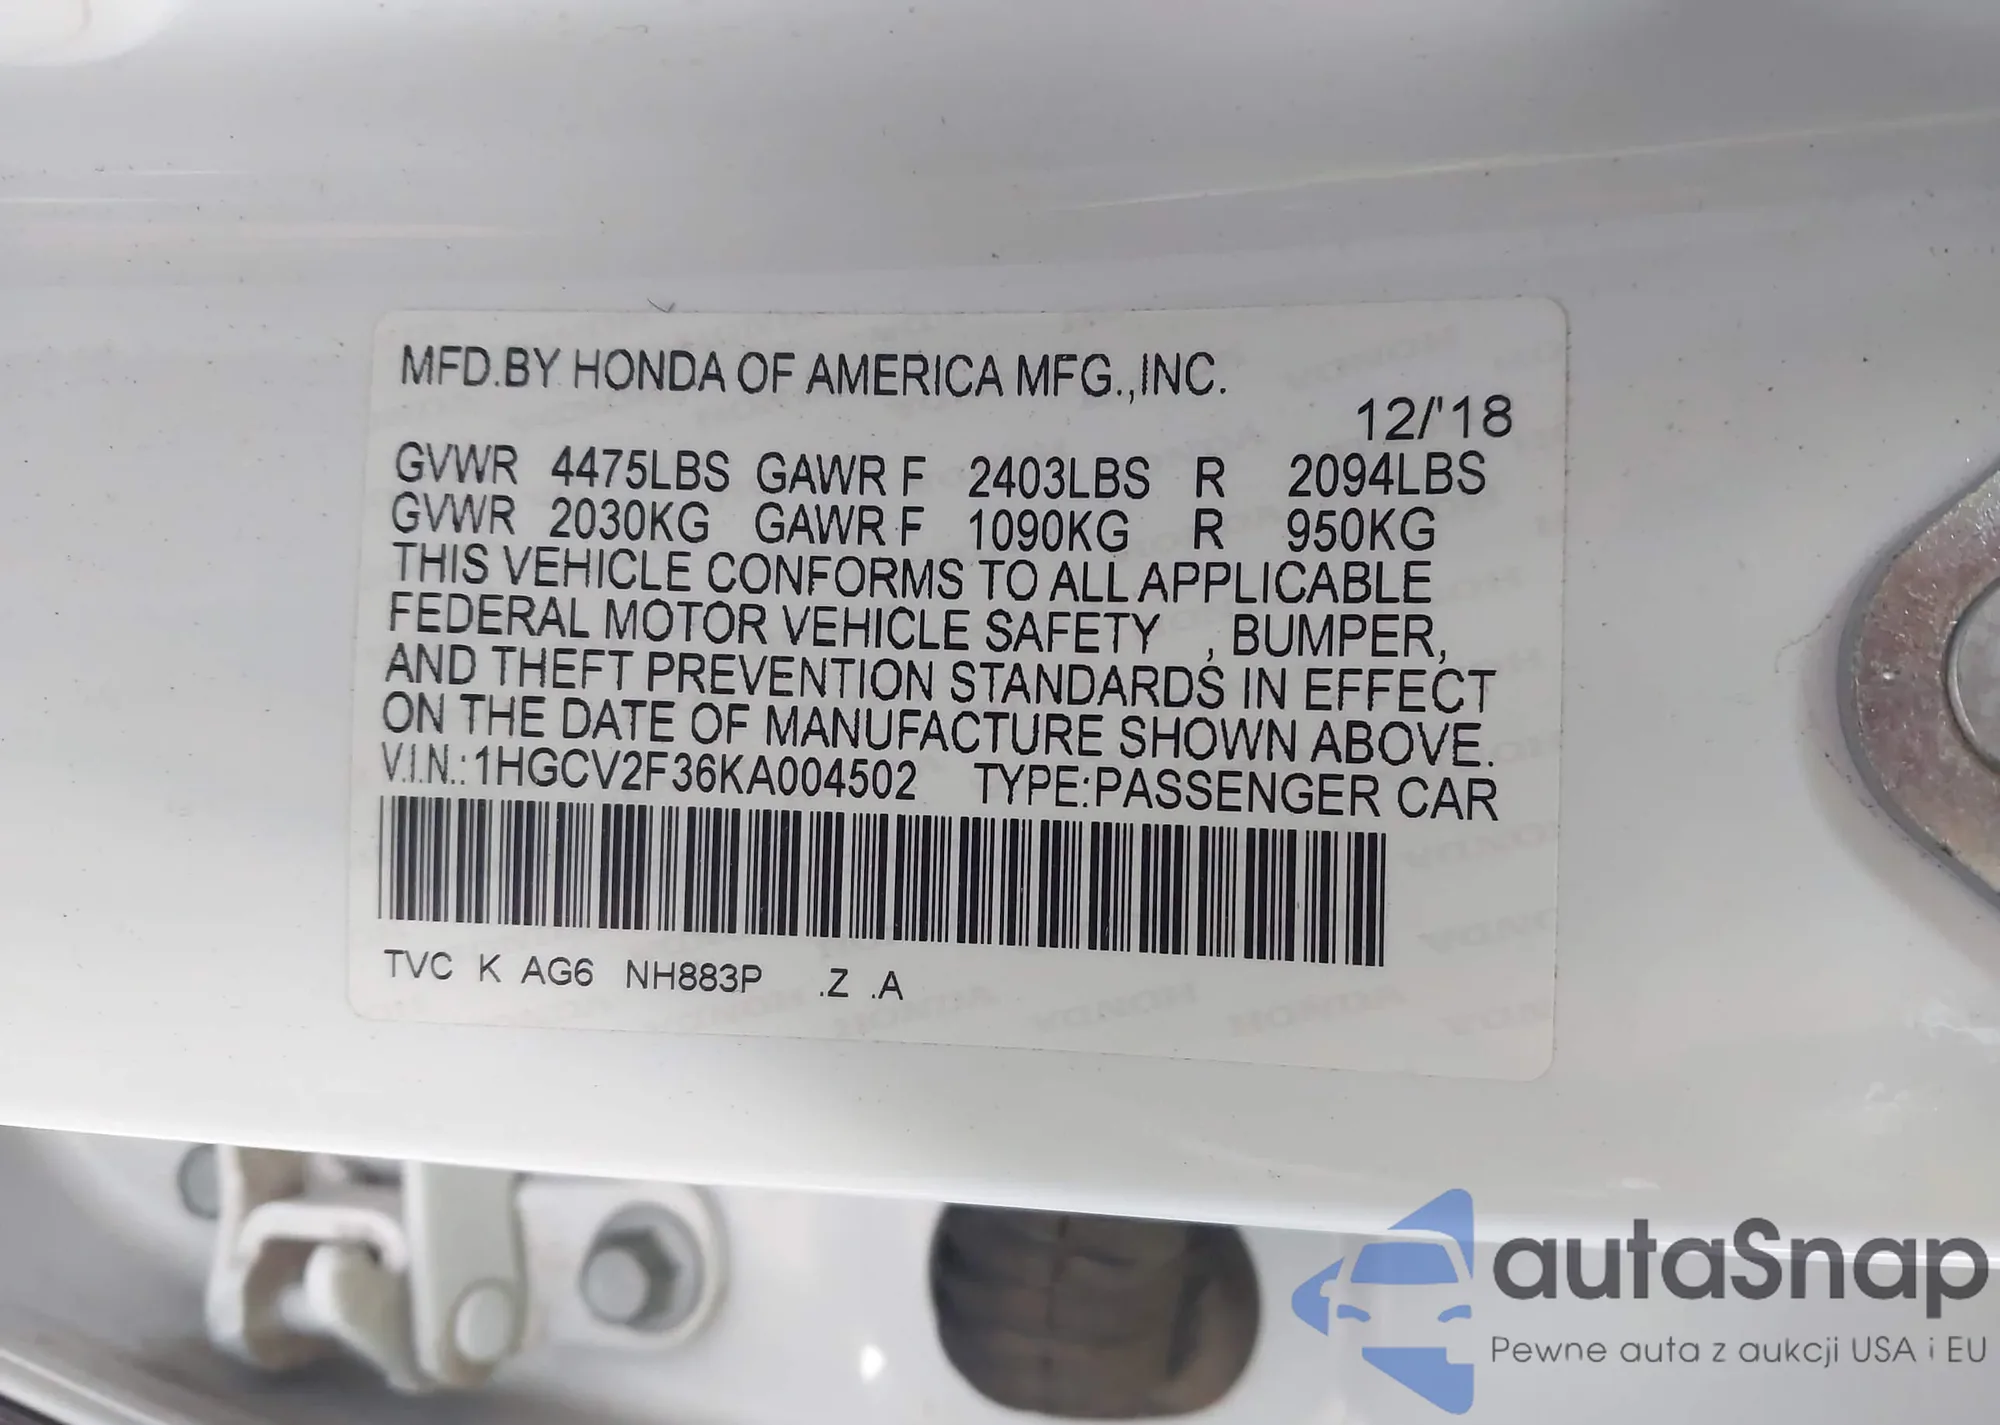 MFD.BY HONDA OF AMERICA MFG.,INC.
12/'18
GVWR 4475LBS GAWR F 2403LBS R 2094LBS
GVWR 2030KG GAWR F 1090KG R 950KG
THIS VEHICLE CONFORMS TO ALL APPLICABLE
FEDERAL MOTOR VEHICLE SAFETY , BUMPER,
AND THEFT PREVENTION STANDARDS IN EFFECT
ON THE DATE OF MANUFACTURE SHOWN ABOVE.
V.I.N.:1HGCV2F36KA004502 TYPE:PASSENGER CAR
TVC K AG6 NH883P .Z .A
autaSnap
Pewne auta z aukcji USA i EU